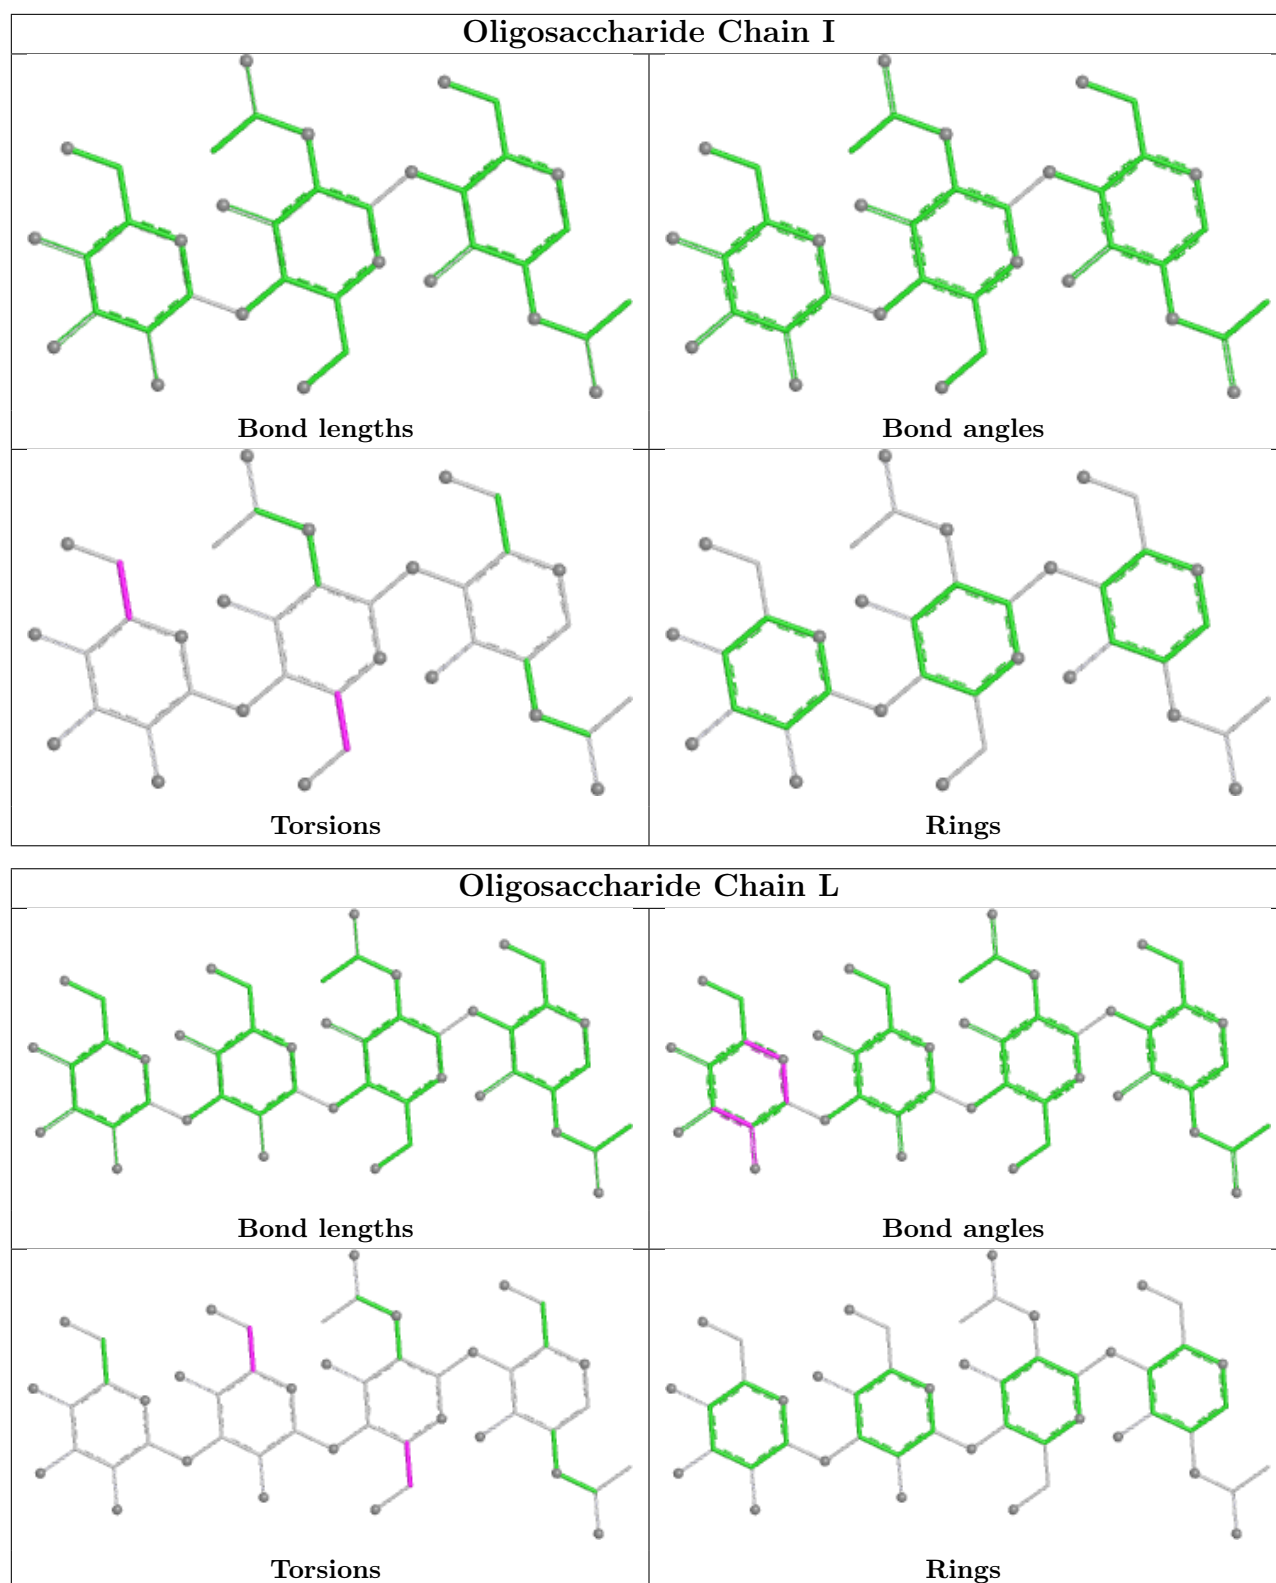 Oligosaccharide Chain I
Bond lengths
Bond angles
Torsions
Rings
Oligosaccharide Chain L
Bond lengths
Bond angles
Torsions
Rings